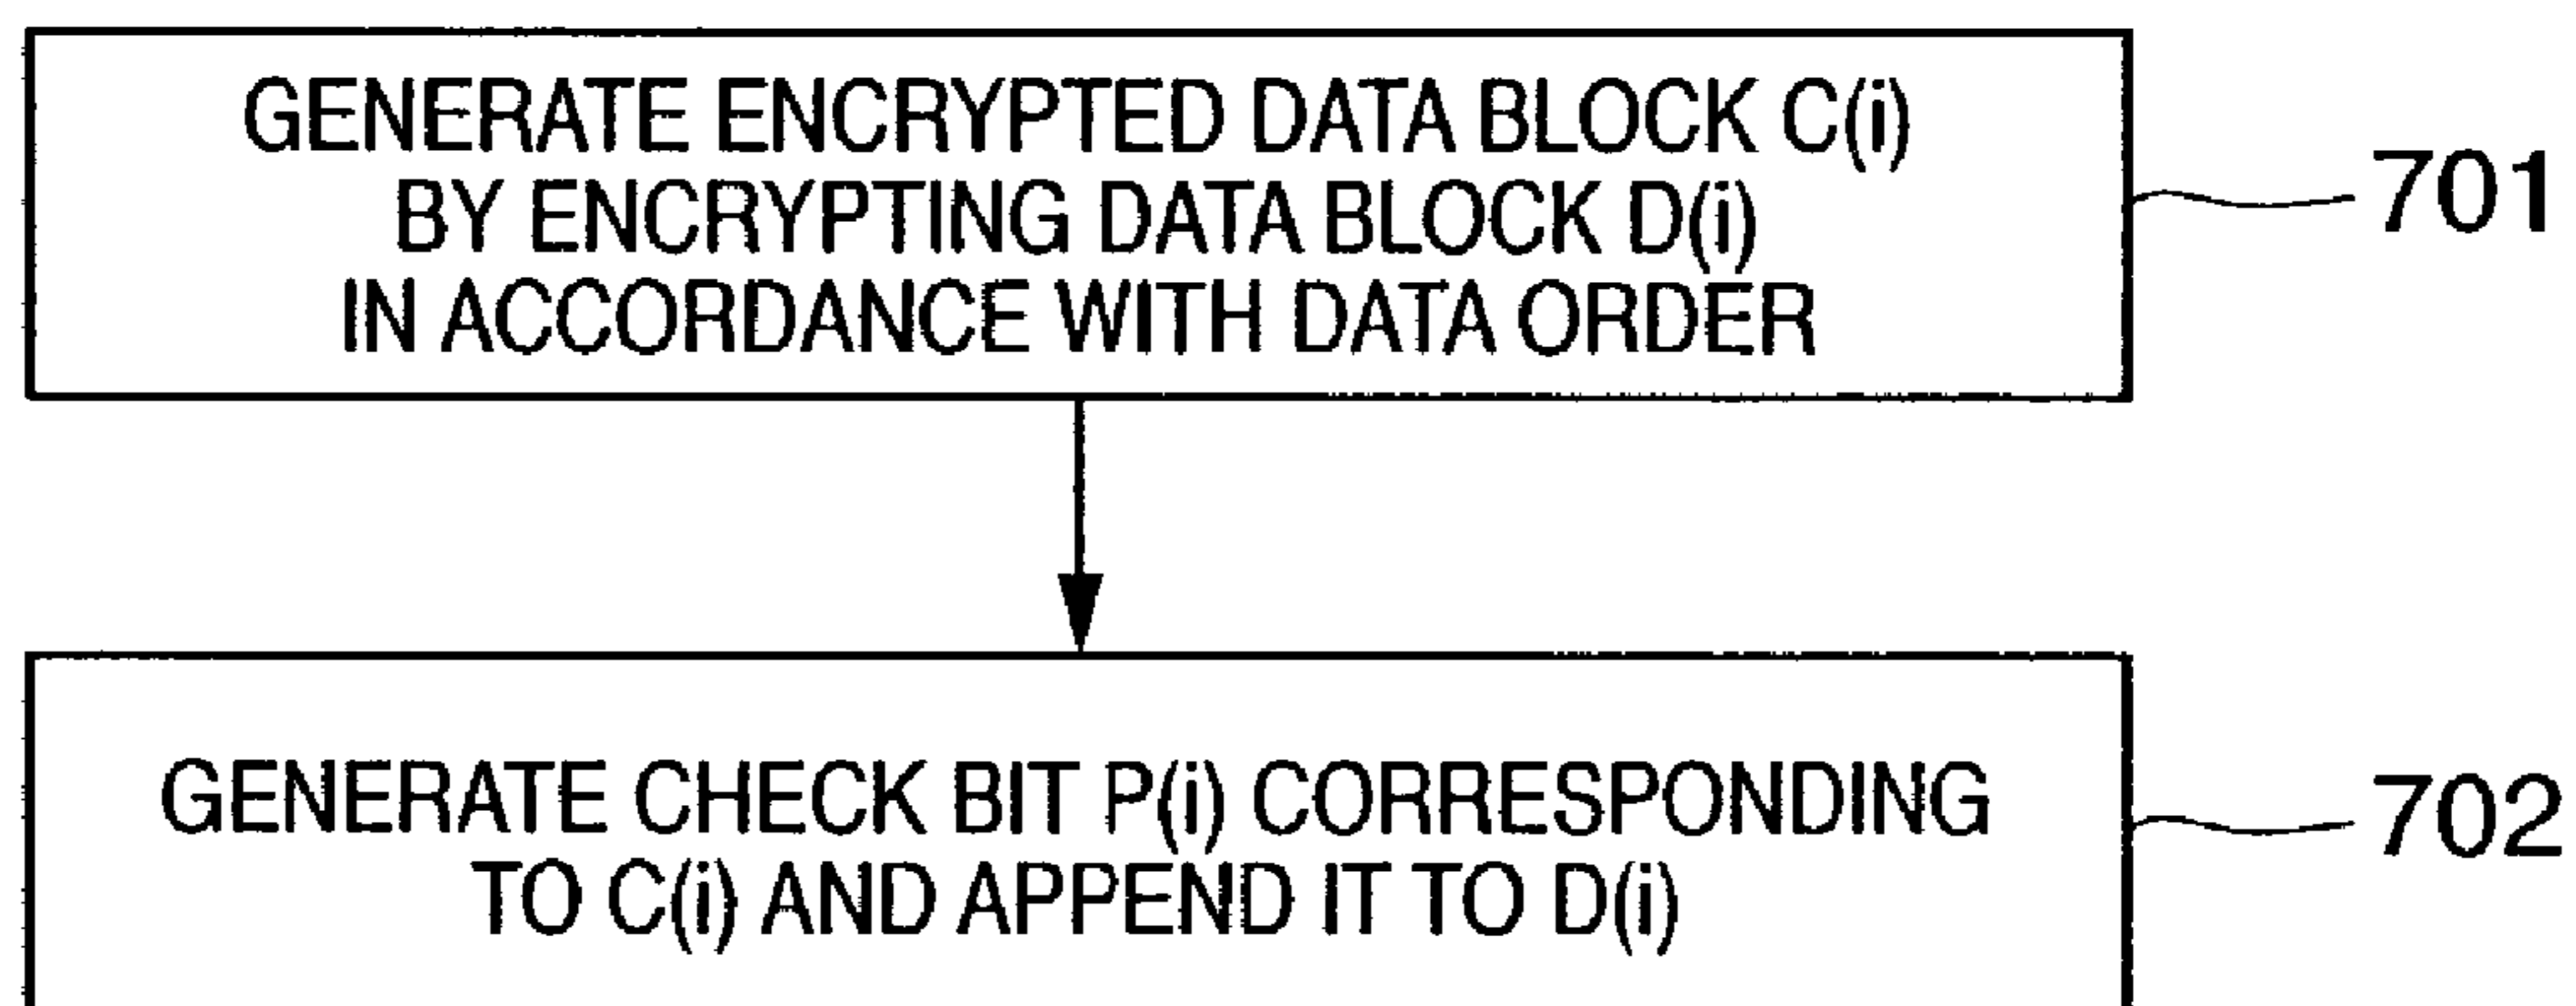 GENERATE ENCRYPTED DATA BLOCK C(i)
BY ENCRYPTING DATA BLOCK D(i)
IN ACCORDANCE WITH DATA ORDER
701
GENERATE CHECK BIT P(i) CORRESPONDING
TO C(i) AND APPEND IT TO D(i)
702